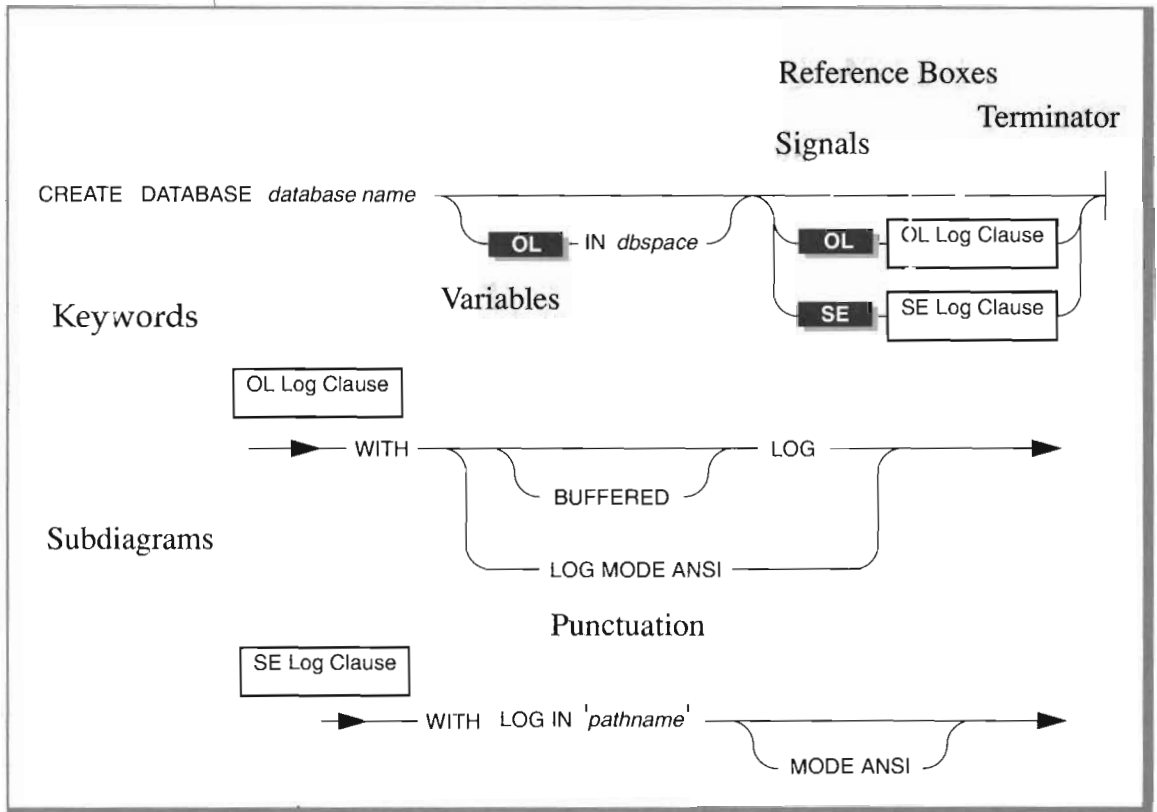 Reference Boxes
Terminator
Signals
CREATE DATABASE database name
OL IN dbspace
OL OL Log Clause
Variables
Keywords
SE SE Log Clause
OL Log Clause
WITH LOG
BUFFERED
Subdiagrams
LOG MODE ANSI
Punctuation
SE Log Clause
WITH LOG IN 'pathname'
MODE ANSI